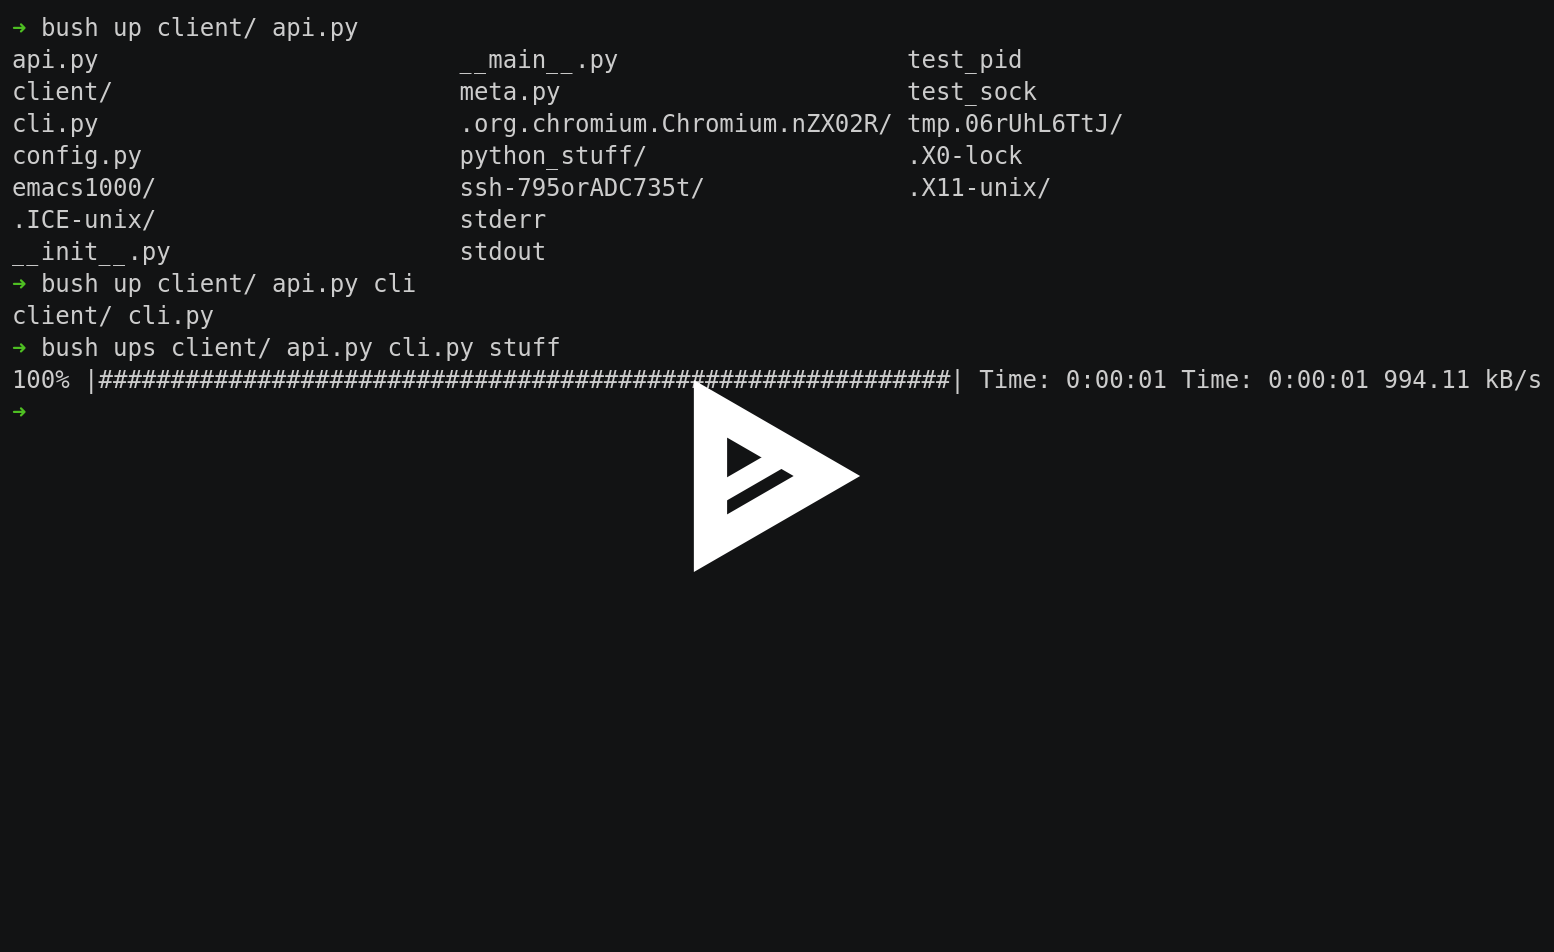 ➜ bush up client/ api.py
api.py __main__.py test_pid
client/ meta.py test_sock
cli.py .org.chromium.Chromium.nZX02R/ tmp.06rUhL6TtJ/
config.py python_stuff/ .X0-lock
emacs1000/ ssh-795orADC735t/ .X11-unix/
.ICE-unix/ stderr
__init__.py stdout
➜ bush up client/ api.py cli
client/ cli.py
➜ bush ups client/ api.py cli.py stuff
100% |###########################################################| Time: 0:00:01 Time: 0:00:01 994.11 kB/s
➜